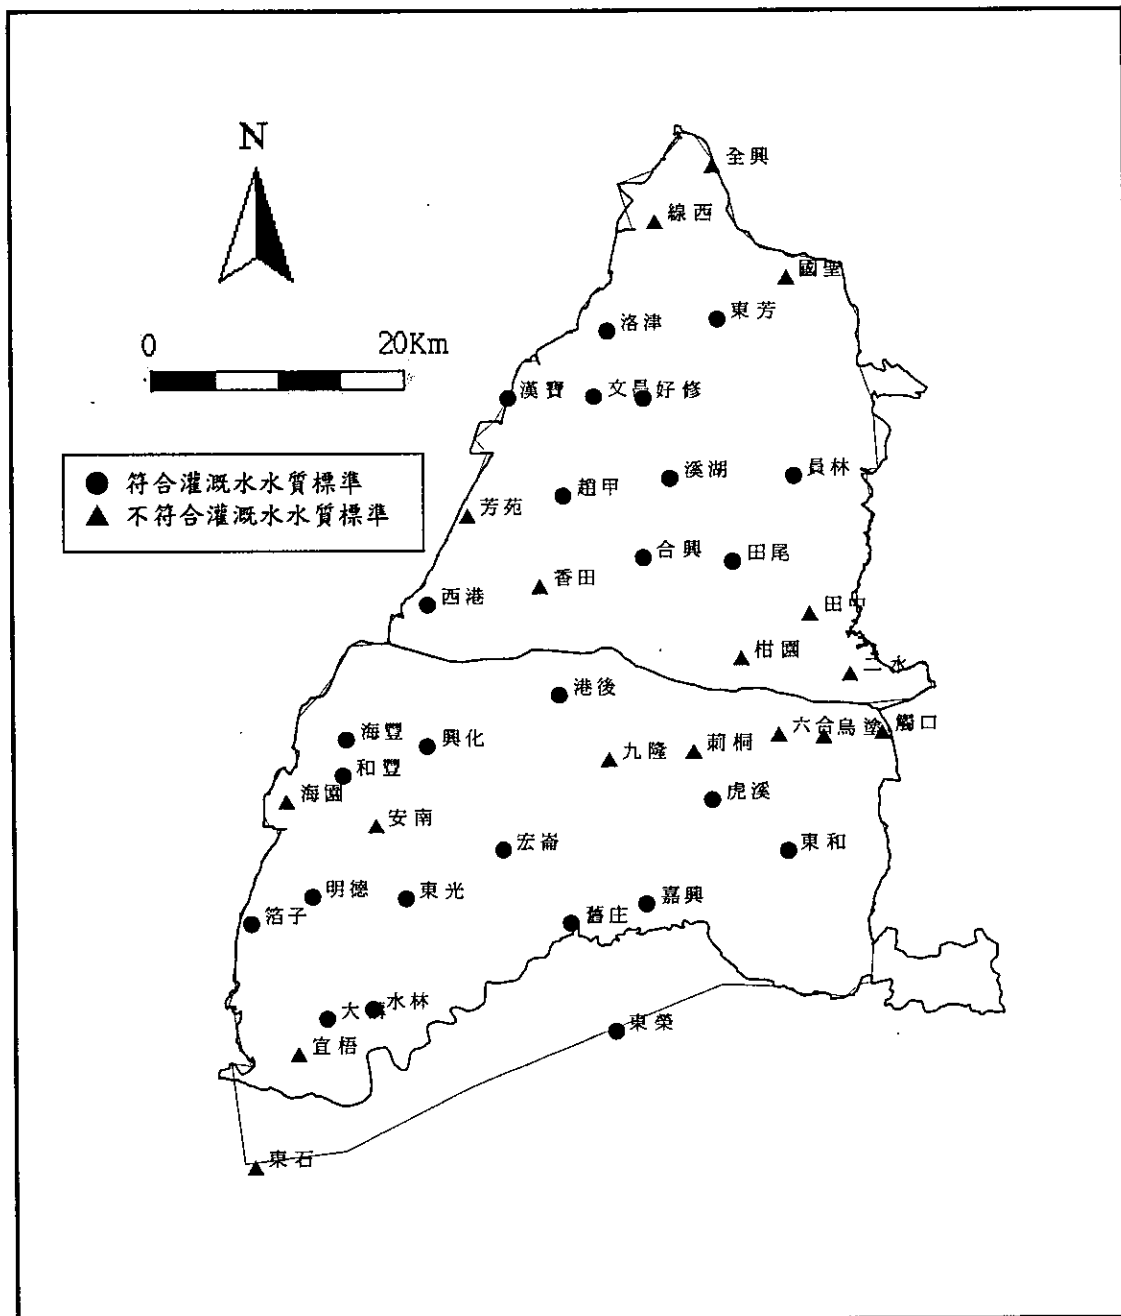 N
全興
線西
國聖
東芳
洛津
0 20Km
漢寶
文昌
好修
符合灌溉水水質標準
不符合灌溉水水質標準
溪湖
員林
趙甲
芳苑
合興
田尾
香田
西港
田中
柑園
二水
港後
海豐
興化
六合
烏塗
觸口
九隆
莿桐
和豐
海園
安南
虎溪
宏崙
東和
明德
東光
嘉興
箔子
舊庄
水林
大
東榮
宜梧
東石